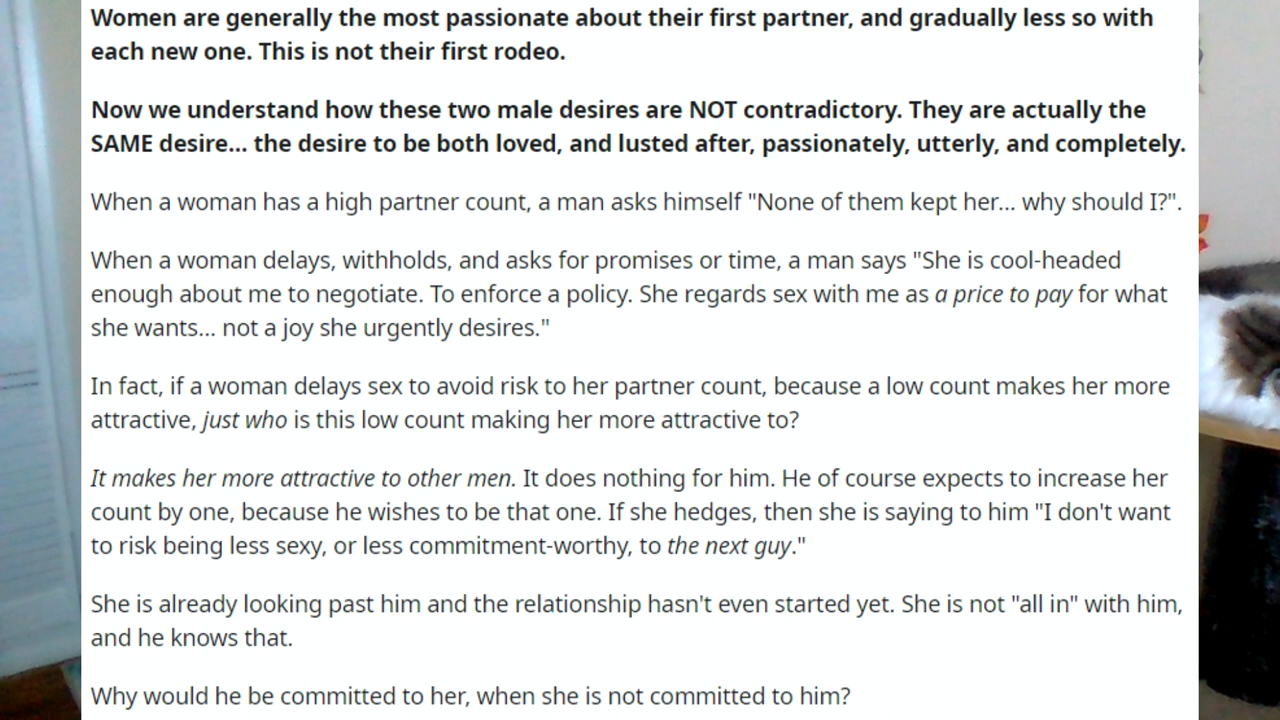 Women are generally the most passionate about their first partner, and gradually less so with
each new one. This is not their first rodeo.
Now we understand how these two male desires are NOT contradictory. They are actually the
SAME desire... the desire to be both loved, and lusted after, passionately, utterly, and completely.
When a woman has a high partner count, a man asks himself "None of them kept her... why should I?".
When a woman delays, withholds, and asks for promises or time, a man says "She is cool-headed
enough about me to negotiate. To enforce a policy. She regards sex with me as a price to pay for what
she wants... not a joy she urgently desires."
In fact, if a woman delays sex to avoid risk to her partner count, because a low count makes her more
attractive, just who is this low count making her more attractive to?
It makes her more attractive to other men. It does nothing for him. He of course expects to increase her
count by one, because he wishes to be that one. If she hedges, then she is saying to him "I don't want
to risk being less sexy, or less commitment-worthy, to the next guy."
She is already looking past him and the relationship hasn't even started yet. She is not "all in" with him,
and he knows that.
Why would he be committed to her, when she is not committed to him?